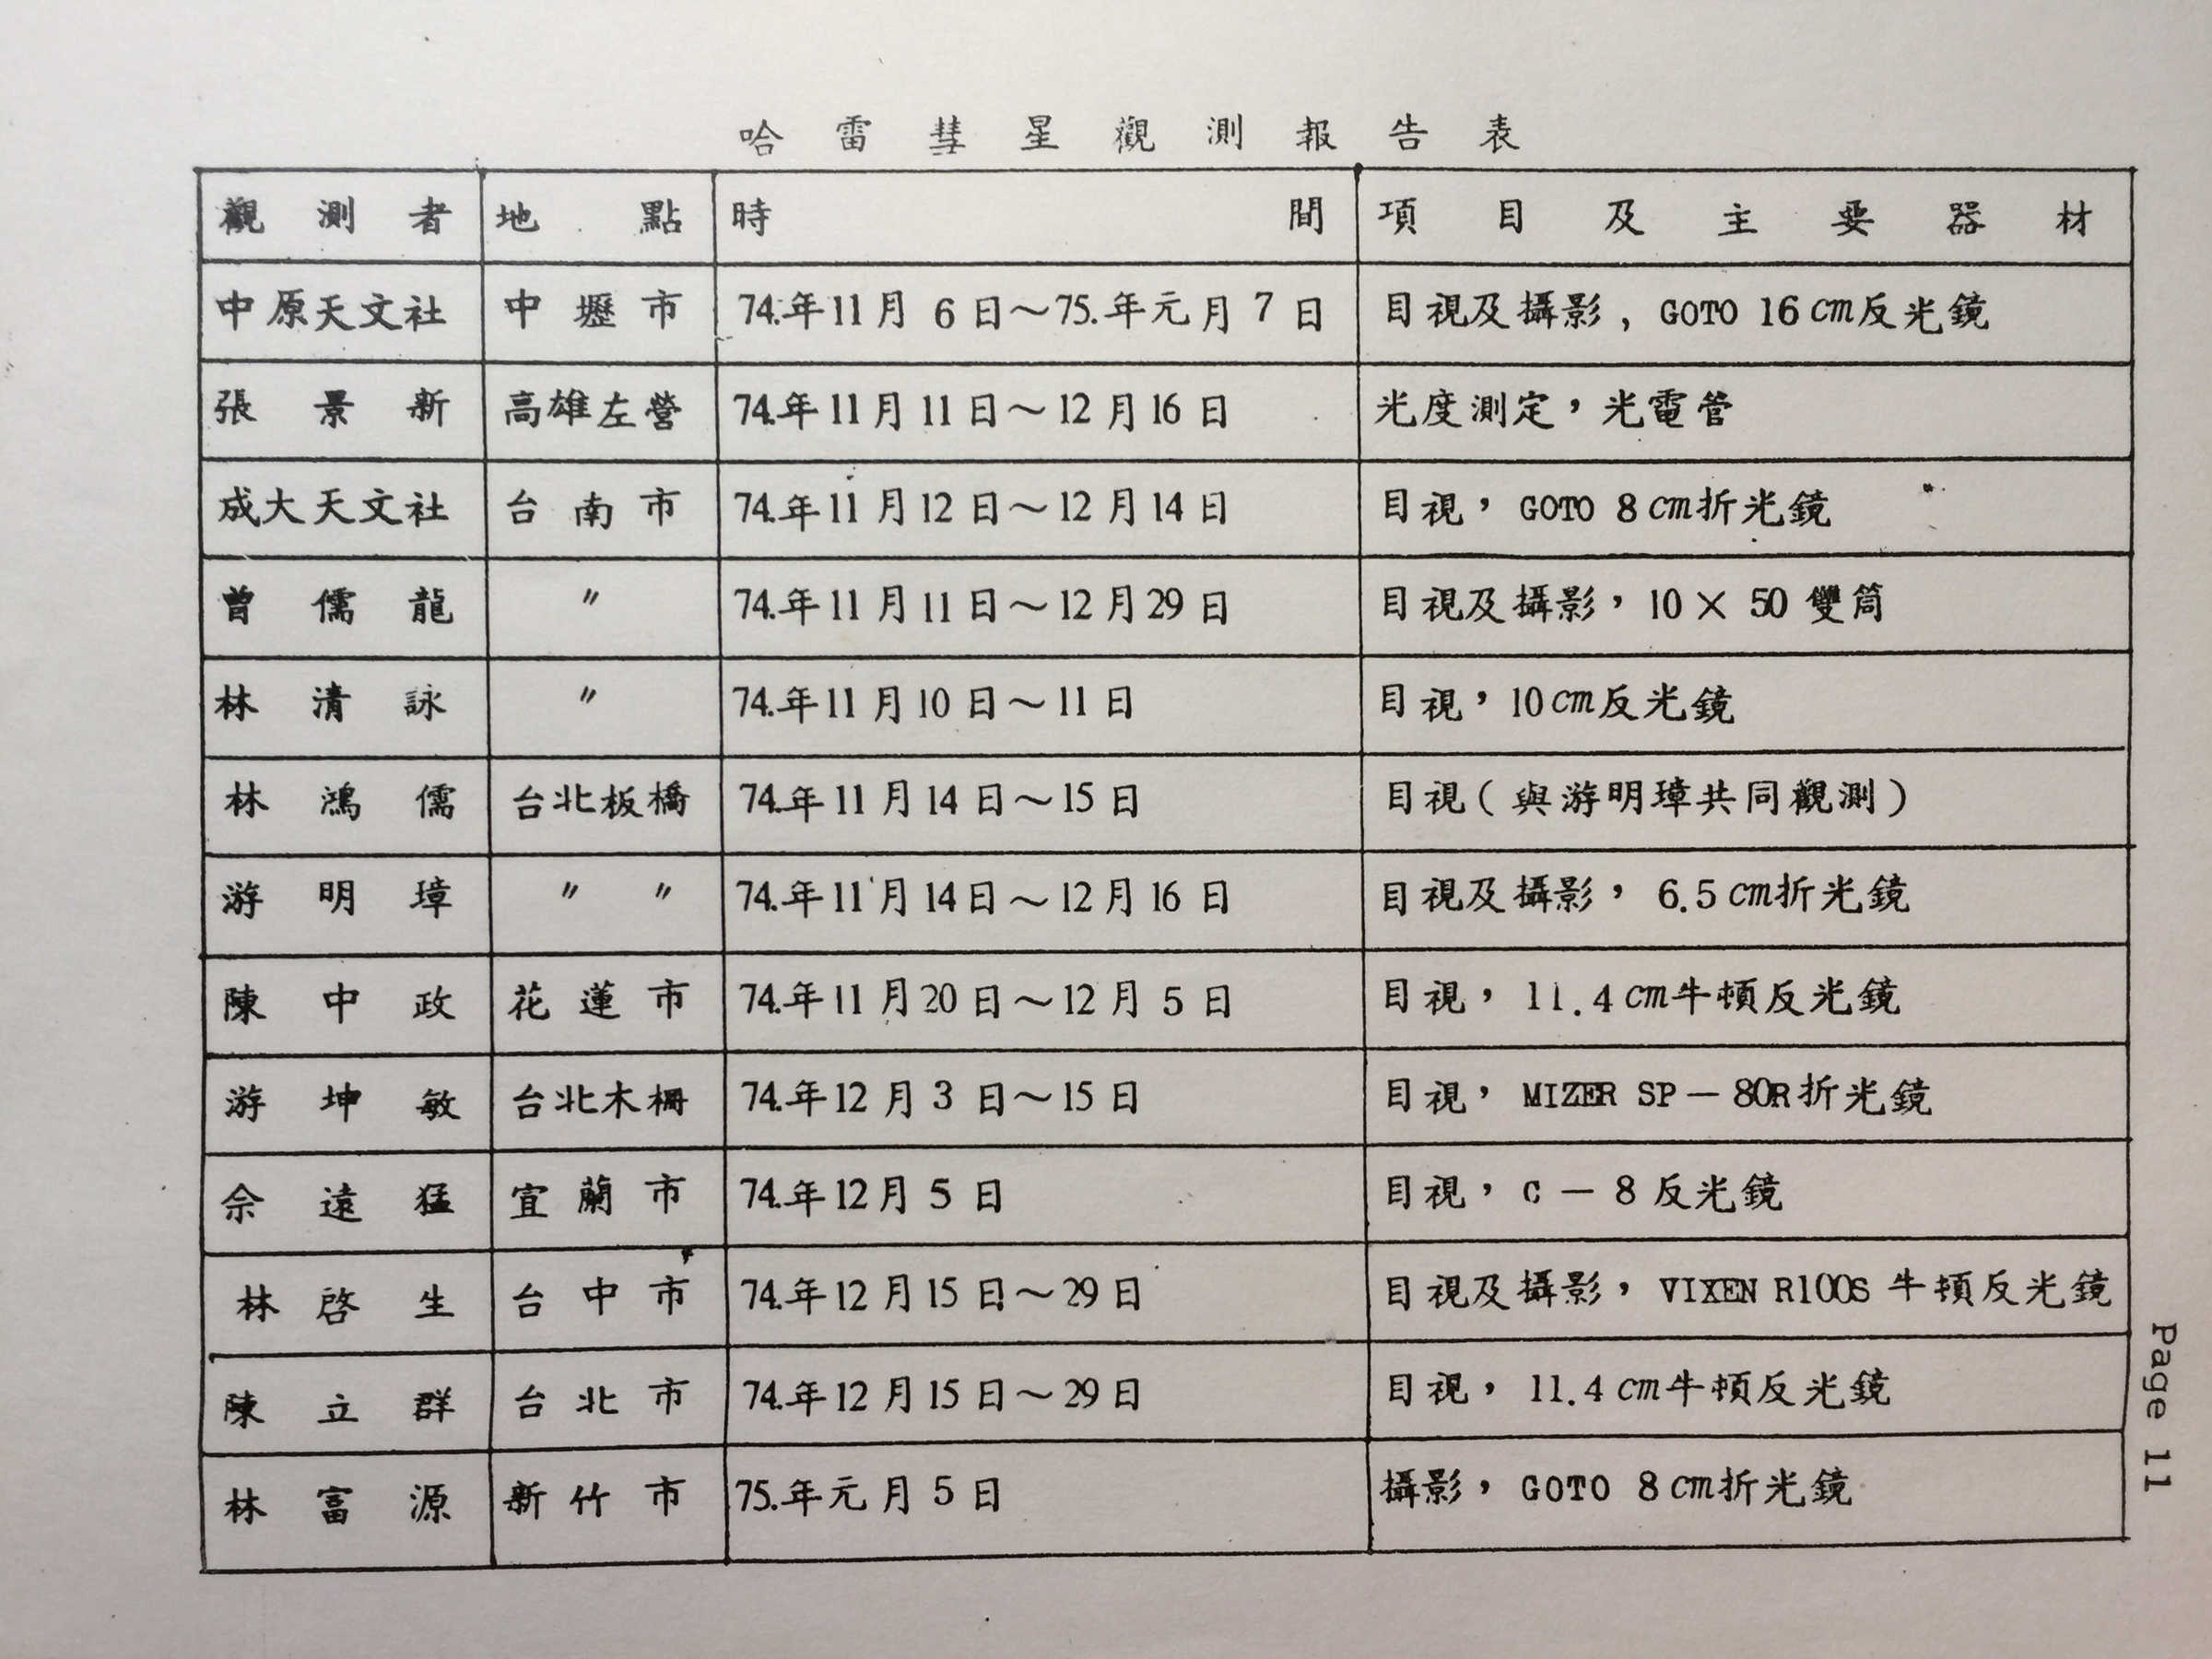 哈雷彗星觀測報告表
觀測者 地點 時間 項目及主要器材
中原天文社 中壢市 74.年11月6日～75.年元月7日 目視及攝影，GOTO 16cm反光鏡
張景新 高雄左營 74.年11月11日～12月16日 光度測定，光電管
成大天文社 台南市 74.年11月12日～12月14日 目視，GOTO 8cm折光鏡
曾儒龍 〃 74.年11月11日～12月29日 目視及攝影，10×50雙筒
林清詠 〃 74.年11月10日～11日 目視，10cm反光鏡
林鴻儒 台北板橋 74.年11月14日～15日 目視(與游明璋共同觀測)
游明璋 〃 〃 74.年11月14日～12月16日 目視及攝影，6.5cm折光鏡
陳中政 花蓮市 74.年11月20日～12月5日 目視，11.4cm牛頓反光鏡
游坤敏 台北木柵 74.年12月3日～15日 目視，MIZER SP－80R折光鏡
佘遠猛 宜蘭市 74.年12月5日 目視，C－8反光鏡
林啓生 台中市 74.年12月15日～29日 目視及攝影，VIXEN R100S 牛頓反光鏡
陳立群 台北市 74.年12月15日～29日 目視，11.4cm牛頓反光鏡
林富源 新竹市 75.年元月5日 攝影，GOTO 8cm折光鏡
Page 11